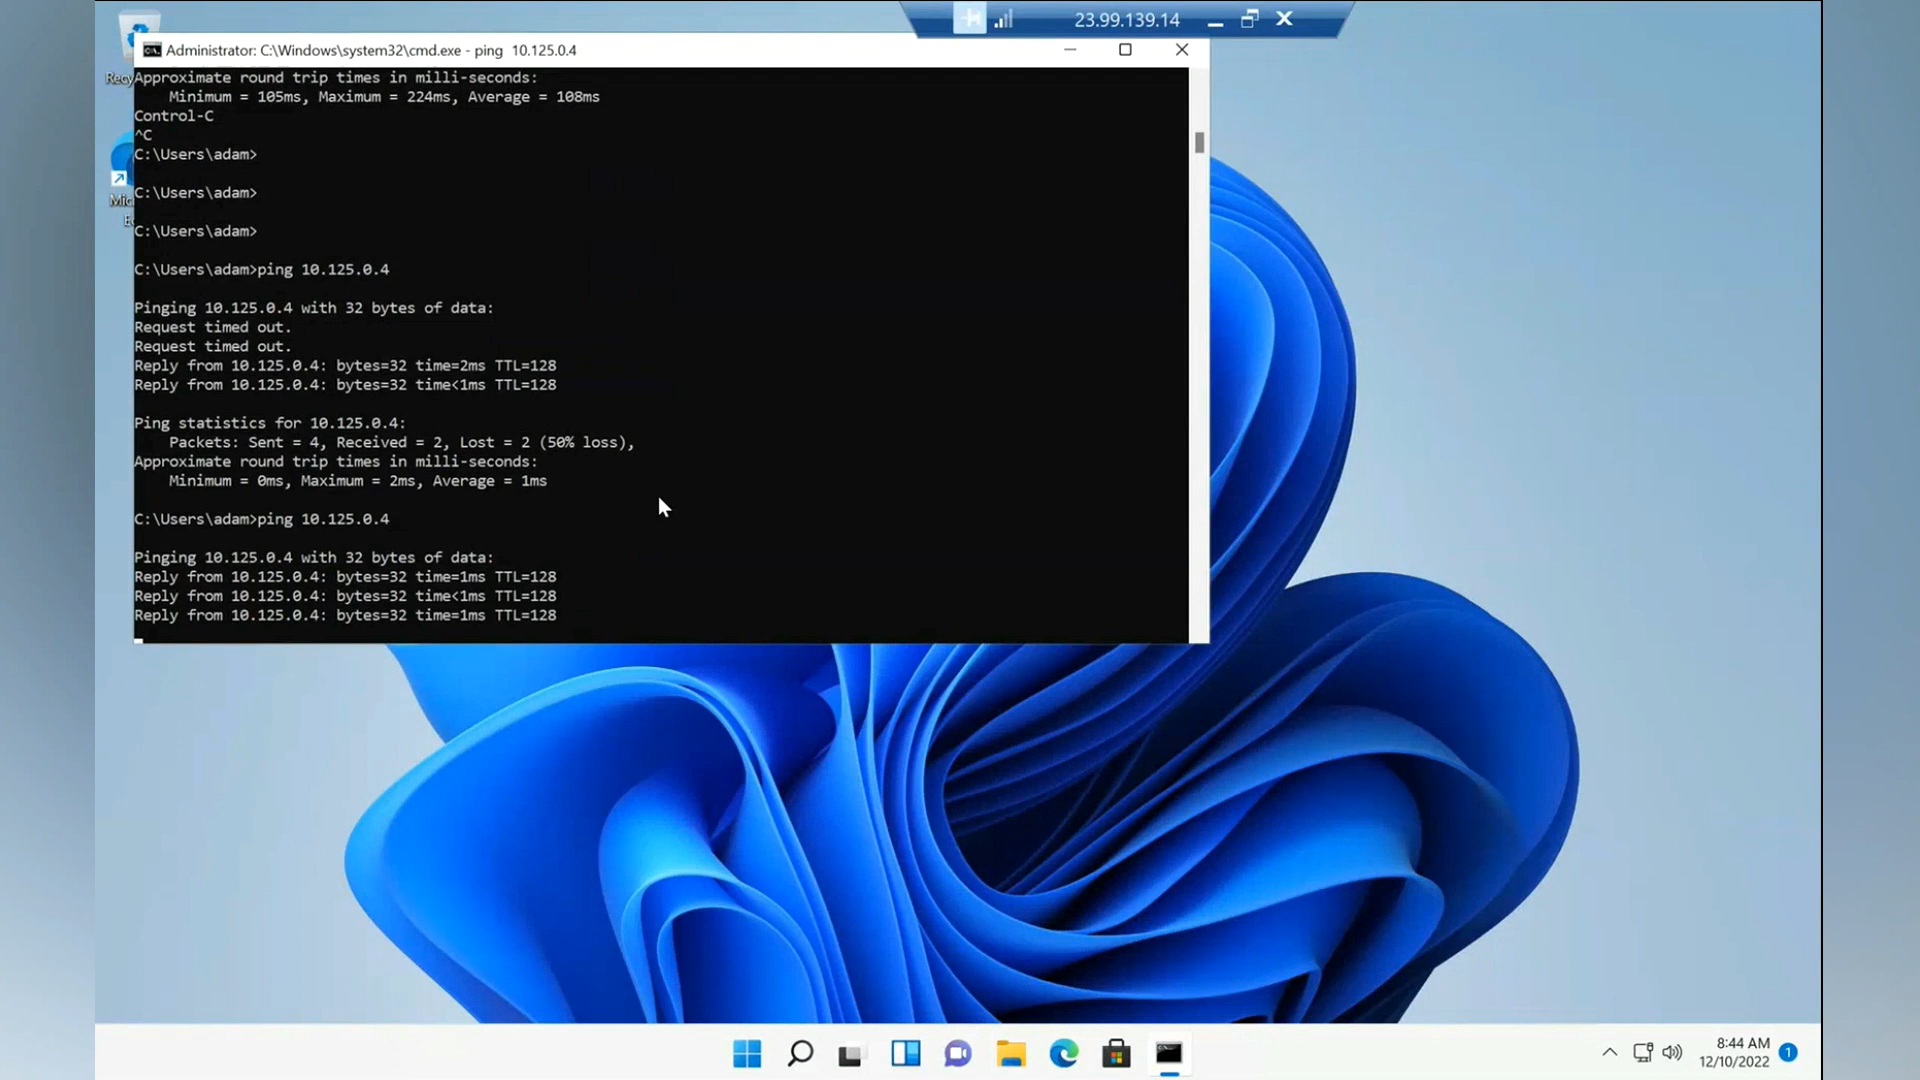 23.99.139.14
Recy
Mic
E
Administrator: C:\Windows\system32\cmd.exe - ping  10.125.0.4
Approximate round trip times in milli-seconds:
    Minimum = 105ms, Maximum = 224ms, Average = 108ms
Control-C
^C
C:\Users\adam>
C:\Users\adam>
C:\Users\adam>
C:\Users\adam>ping 10.125.0.4
Pinging 10.125.0.4 with 32 bytes of data:
Request timed out.
Request timed out.
Reply from 10.125.0.4: bytes=32 time=2ms TTL=128
Reply from 10.125.0.4: bytes=32 time<1ms TTL=128
Ping statistics for 10.125.0.4:
    Packets: Sent = 4, Received = 2, Lost = 2 (50% loss),
Approximate round trip times in milli-seconds:
    Minimum = 0ms, Maximum = 2ms, Average = 1ms
C:\Users\adam>ping 10.125.0.4
Pinging 10.125.0.4 with 32 bytes of data:
Reply from 10.125.0.4: bytes=32 time=1ms TTL=128
Reply from 10.125.0.4: bytes=32 time<1ms TTL=128
Reply from 10.125.0.4: bytes=32 time=1ms TTL=128
8:44 AM
12/10/2022
1